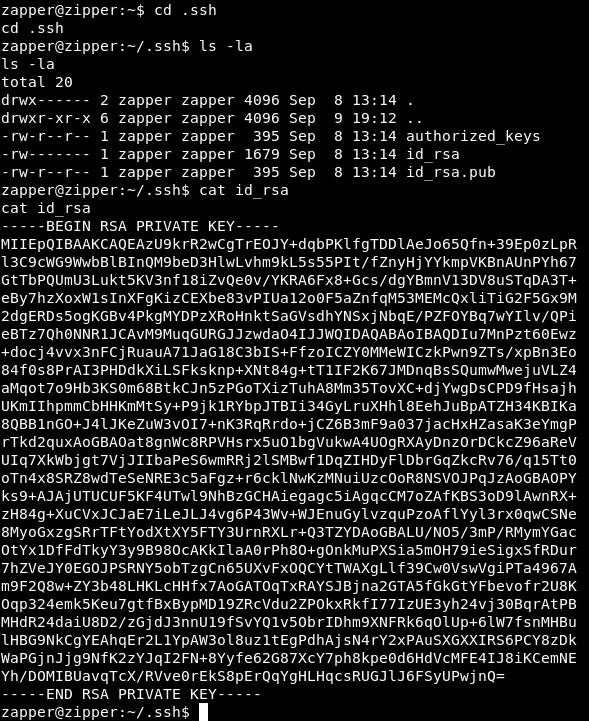 zapper@zipper:~$ cd .ssh
cd .ssh
zapper@zipper:~/.ssh$ ls -la
ls -la
total 20
drwx------ 2 zapper zapper 4096 Sep  8 13:14 .
drwxr-xr-x 6 zapper zapper 4096 Sep  9 19:12 ..
-rw-r--r-- 1 zapper zapper  395 Sep  8 13:14 authorized_keys
-rw------- 1 zapper zapper 1679 Sep  8 13:14 id_rsa
-rw-r--r-- 1 zapper zapper  395 Sep  8 13:14 id_rsa.pub
zapper@zipper:~/.ssh$ cat id_rsa
cat id_rsa
-----BEGIN RSA PRIVATE KEY-----
MIIEpQIBAAKCAQEAzU9krR2wCgTrEOJY+dqbPKlfgTDDlAeJo65Qfn+39Ep0zLpR
l3C9cWG9WwbBlBInQM9beD3HlwLvhm9kL5s55PIt/fZnyHjYYkmpVKBnAUnPYh67
GtTbPQUmU3Lukt5KV3nf18iZvQe0v/YKRA6Fx8+Gcs/dgYBmnV13DV8uSTqDA3T+
eBy7hzXoxW1sInXFgKizCEXbe83vPIUa12o0F5aZnfqM53MEMcQxliTiG2F5Gx9M
2dgERDs5ogKGBv4PkgMYDPzXRoHnktSaGVsdhYNSxjNbqE/PZFOYBq7wYIlv/QPi
eBTz7Qh0NNR1JCAvM9MuqGURGJJzwdaO4IJJWQIDAQABAoIBAQDIu7MnPzt60Ewz
+docj4vvx3nFCjRuauA71JaG18C3bIS+FfzoICZY0MMeWICzkPwn9ZTs/xpBn3Eo
84f0s8PrAI3PHDdkXiLSFksknp+XNt84g+tT1IF2K67JMDnqBsSQumwMwejuVLZ4
aMqot7o9Hb3KS0m68BtkCJn5zPGoTXizTuhA8Mm35TovXC+djYwgDsCPD9fHsajh
UKmIIhpmmCbHHKmMtSy+P9jk1RYbpJTBIi34GyLruXHhl8EehJuBpATZH34KBIKa
8QBB1nGO+J4lJKeZuW3vOI7+nK3RqRrdo+jCZ6B3mF9a037jacHxHZasaK3eYmgP
rTkd2quxAoGBAOat8gnWc8RPVHsrx5uO1bgVukwA4UOgRXAyDnzOrDCkcZ96aReV
UIq7XkWbjgt7VjJIIbaPeS6wmRRj2lSMBwf1DqZIHDyFlDbrGqZkcRv76/q15Tt0
oTn4x8SRZ8wdTeSeNRE3c5aFgz+r6cklNwKzMNuiUzcOoR8NSVOJPqJzAoGBAOPY
ks9+AJAjUTUCUF5KF4UTwl9NhBzGCHAiegagc5iAgqcCM7oZAfKBS3oD9lAwnRX+
zH84g+XuCVxJCJaE7iLeJLJ4vg6P43Wv+WJEnuGylvzquPzoAflYyl3rx0qwCSNe
8MyoGxzgSRrTFtYodXtXY5FTY3UrnRXLr+Q3TZYDAoGBALU/NO5/3mP/RMymYGac
OtYx1DfFdTkyY3y9B98OcAKkIlaA0rPh8O+gOnkMuPXSia5mOH79ieSigxSfRDur
7hZVeJY0EGOJPSRNY5obTzgCn65UXvFxOQCYtTWAXgLlf39Cw0VswVgiPTa4967A
m9F2Q8w+ZY3b48LHKLcHHfx7AoGATOqTxRAYSJBjna2GTA5fGkGtYFbevofr2U8K
Oqp324emk5Keu7gtfBxBypMD19ZRcVdu2ZPOkxRkfI77IzUE3yh24vj30BqrAtPB
MHdR24daiU8D2/zGjdJ3nnU19fSvYQ1v5ObrIDhm9XNFRk6qOlUp+6lW7fsnMHBu
lHBG9NkCgYEAhqEr2L1YpAW3ol8uz1tEgPdhAjsN4rY2xPAuSXGXXIRS6PCY8zDk
WaPGjnJjg9NfK2zYJqI2FN+8Yyfe62G87XcY7ph8kpe0d6HdVcMFE4IJ8iKCemNE
Yh/DOMIBUavqTcX/RVve0rEkS8pErQqYgHLHqcsRUGJlJ6FSyUPwjnQ=
-----END RSA PRIVATE KEY-----
zapper@zipper:~/.ssh$